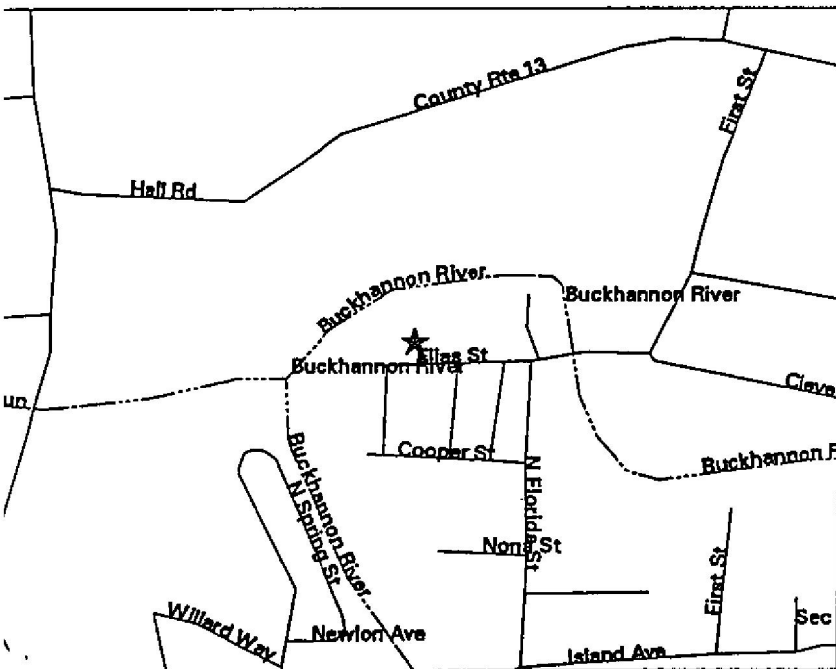 County Rte 13
First St
Hall Rd
Buckhannon River
Buckhannon River
Elias St
Buckhannon River
Cleve
un
Cooper St
Buckhannon R
Buckhannon River
N Spring St
N Florida St
Nona St
First St
Willard Way
Newlon Ave
Sec
Island Ave